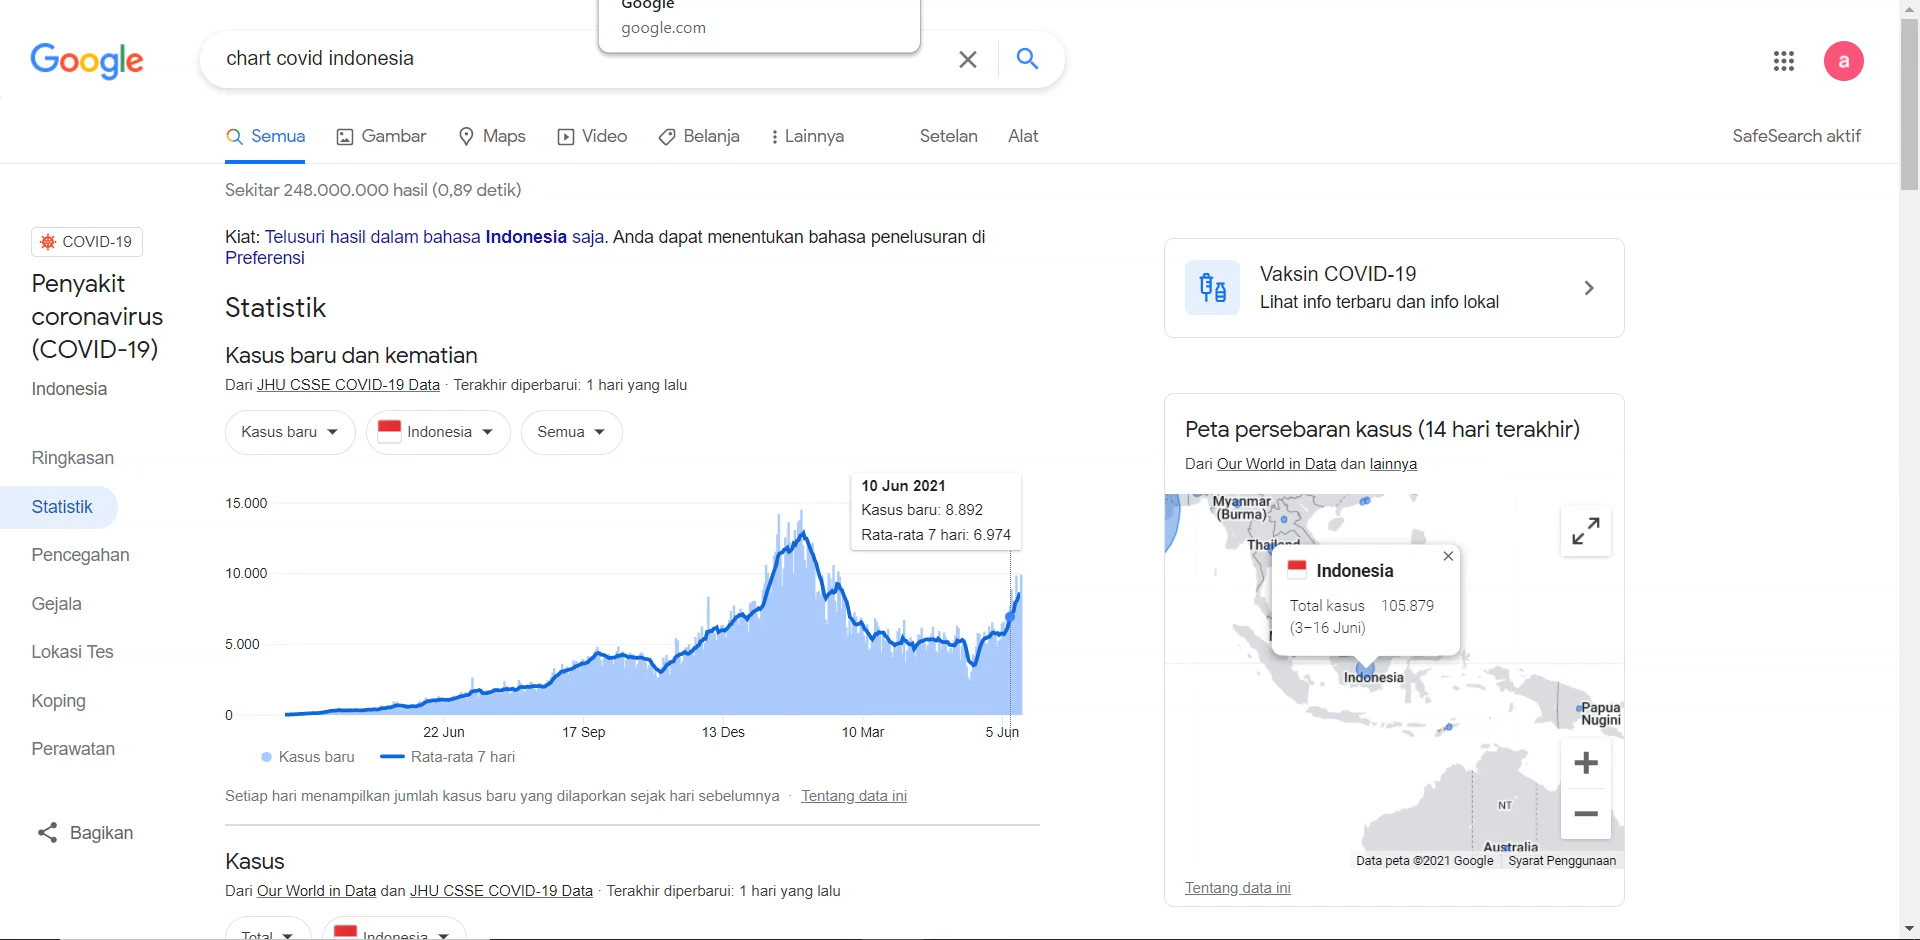 Google
google.com
Google
chart covid indonesia
a
Semua
Gambar
Maps
Video
Belanja
Lainnya
Setelan
Alat
SafeSearch aktif
Sekitar 248.000.000 hasil (0,89 detik)
COVID-19
Penyakit
coronavirus
(COVID-19)
Indonesia
Ringkasan
Statistik
Pencegahan
Gejala
Lokasi Tes
Koping
Perawatan
Bagikan
Kiat: Telusuri hasil dalam bahasa Indonesia saja. Anda dapat menentukan bahasa penelusuran di
Preferensi
Statistik
Kasus baru dan kematian
Dari JHU CSSE COVID-19 Data · Terakhir diperbarui: 1 hari yang lalu
Kasus baru
Indonesia
Semua
10 Jun 2021
Kasus baru: 8.892
Rata-rata 7 hari: 6.974
15.000
10.000
5.000
0
22 Jun
17 Sep
13 Des
10 Mar
5 Jun
Kasus baru
Rata-rata 7 hari
Setiap hari menampilkan jumlah kasus baru yang dilaporkan sejak hari sebelumnya · Tentang data ini
Kasus
Dari Our World in Data dan JHU CSSE COVID-19 Data · Terakhir diperbarui: 1 hari yang lalu
Total
Indonesia
Vaksin COVID-19
Lihat info terbaru dan info lokal
Peta persebaran kasus (14 hari terakhir)
Dari Our World in Data dan lainnya
Myanmar
(Burma)
Thailand
Indonesia
Total kasus 105.879
(3–16 Juni)
Indonesia
Papua
Nugini
NT
Australia
Data peta ©2021 Google
Syarat Penggunaan
Tentang data ini